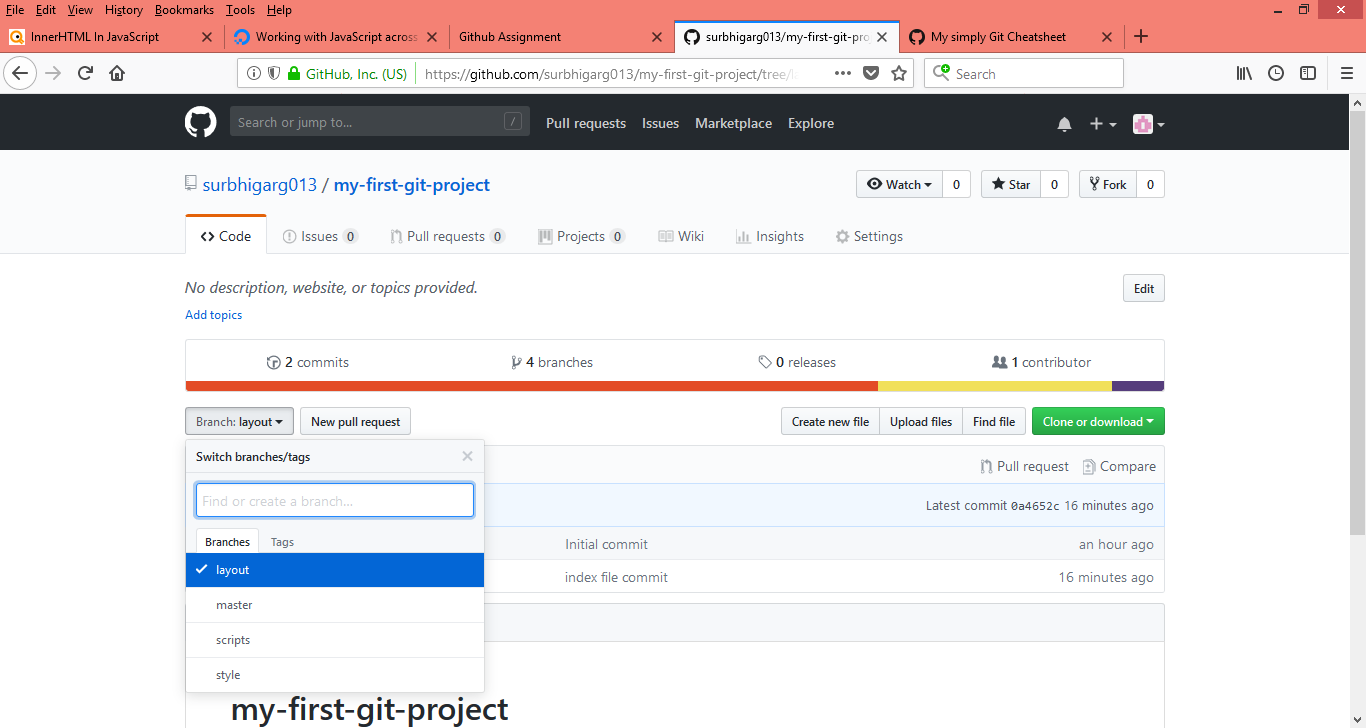 File Edit View History Bookmarks Tools Help
InnerHTML In JavaScript Working with JavaScript across Github Assignment surbhigarg013/my-first-git-proj My simply Git Cheatsheet
GitHub, Inc. (US) https://github.com/surbhigarg013/my-first-git-project/tree/l Search
Search or jump to... / Pull requests Issues Marketplace Explore
surbhigarg013 / my-first-git-project Watch 0 Star 0 Fork 0
Code Issues 0 Pull requests 0 Projects 0 Wiki Insights Settings
No description, website, or topics provided. Edit
Add topics
2 commits 4 branches 0 releases 1 contributor
Branch: layout New pull request Create new file Upload files Find file Clone or download
Switch branches/tags Pull request Compare
Find or create a branch... Latest commit 0a4652c 16 minutes ago
Branches Tags Initial commit an hour ago
layout index file commit 16 minutes ago
master
scripts
style
my-first-git-project